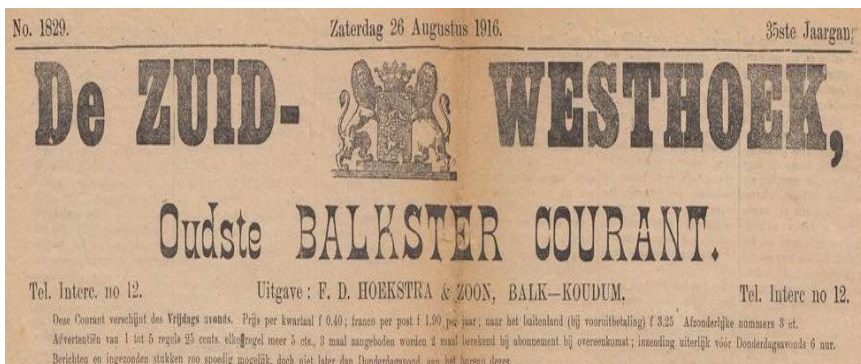 No. 1829. Zaterdag 26 Augustus 1916. 35ste Jaargan
De ZUID- WESTHOEK,
Oudste BALKSTER COURANT.
Tel. Interc. no 12. Uitgave: F. D. HOEKSTRA & ZOON, BALK—KOUDUM. Tel. Interc no 12.
Deze Courant verschijnt des Vrijdags avonds. Prijs per kwartaal f 0.40; franco per post f 1.90 per jaar; naar het buitenland (bij vooruitbetaling) f 3.25 Afzonderlijke nummers 3 ct.
Advertentiën van 1 tot 5 regels 25 cents. elke regel meer 5 cts., 3 maal aangeboden worden 2 maal berekend bij abonnement bij overeenkomst; inzending uiterlijk vóór Donderdagsavonds 6 uur.
Berichten en ingezonden stukken zoo spoedig mogelijk, doch niet later dan Donderdagavond aan het bureau dezes.